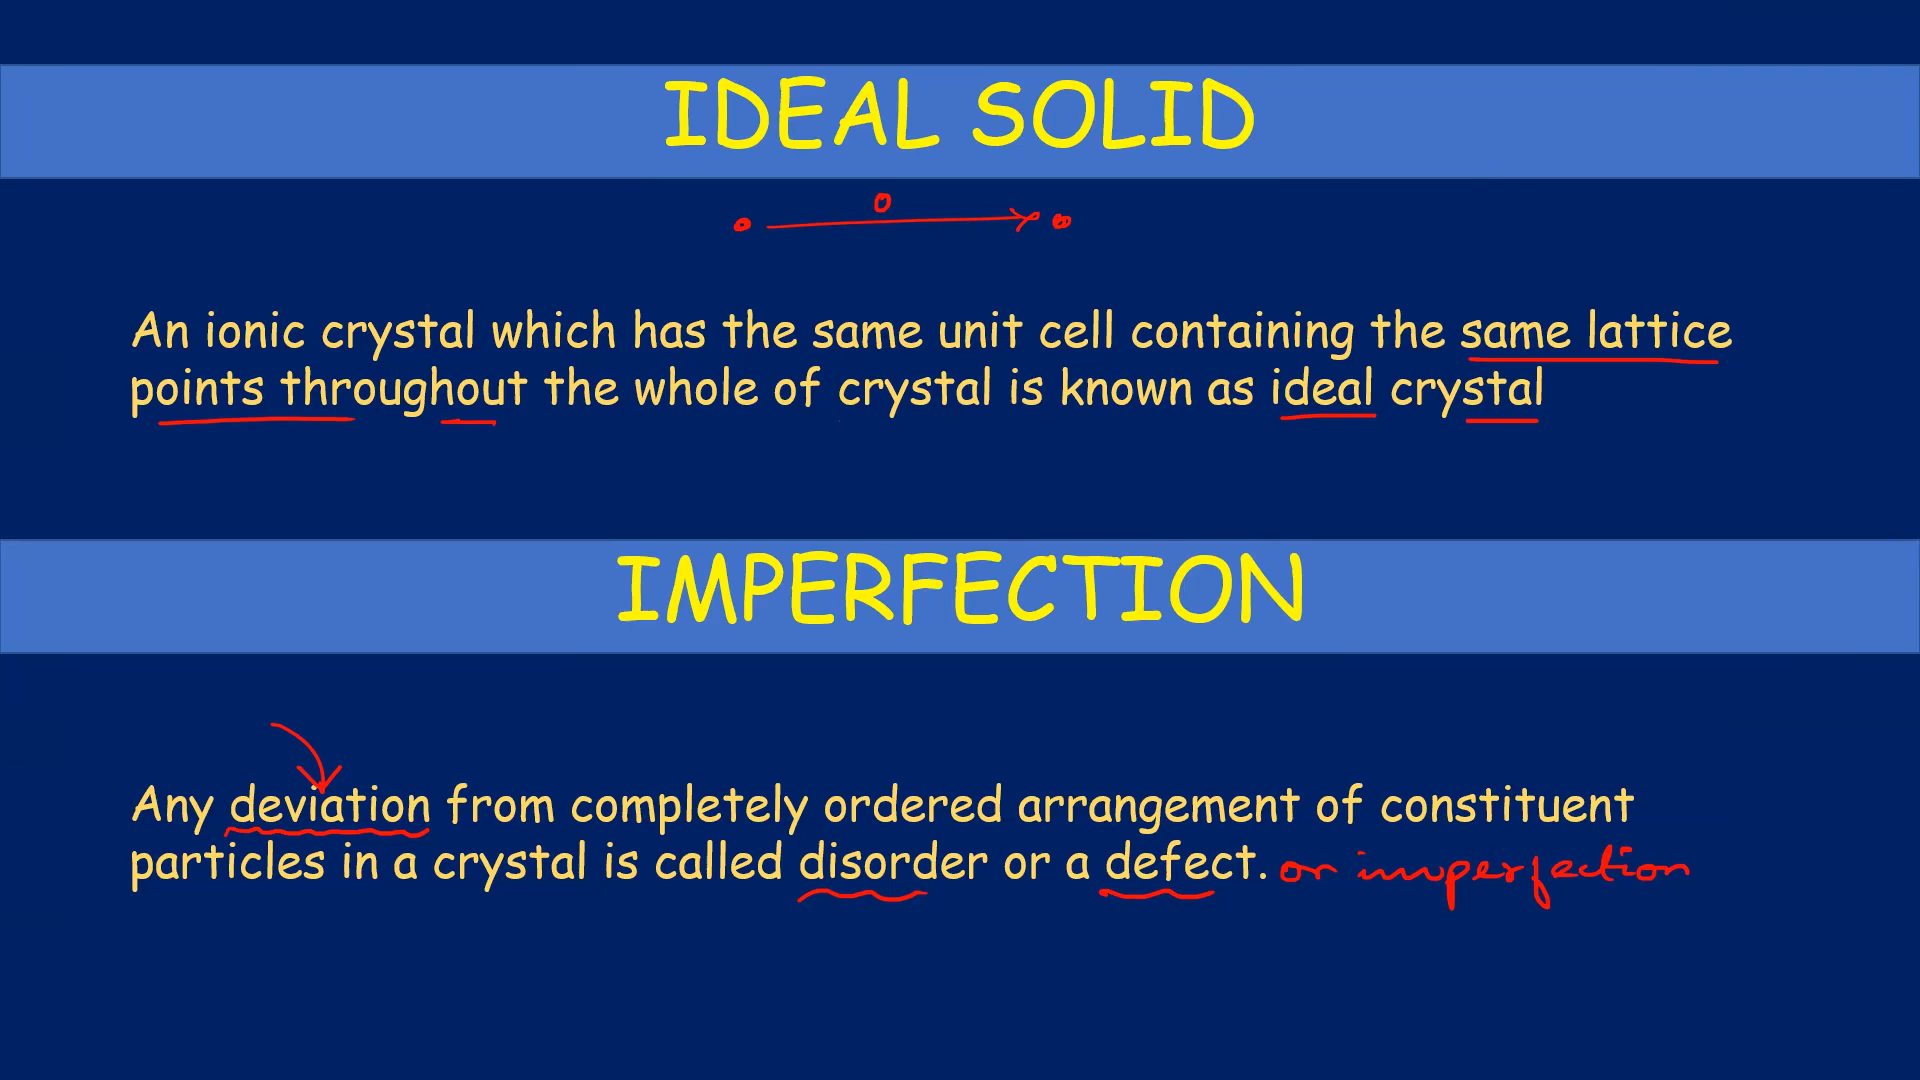 IDEAL SOLID
An ionic crystal which has the same unit cell containing the same lattice
points throughout the whole of crystal is known as ideal crystal
IMPERFECTION
Any deviation from completely ordered arrangement of constituent
particles in a crystal is called disorder or a defect. or imperfection